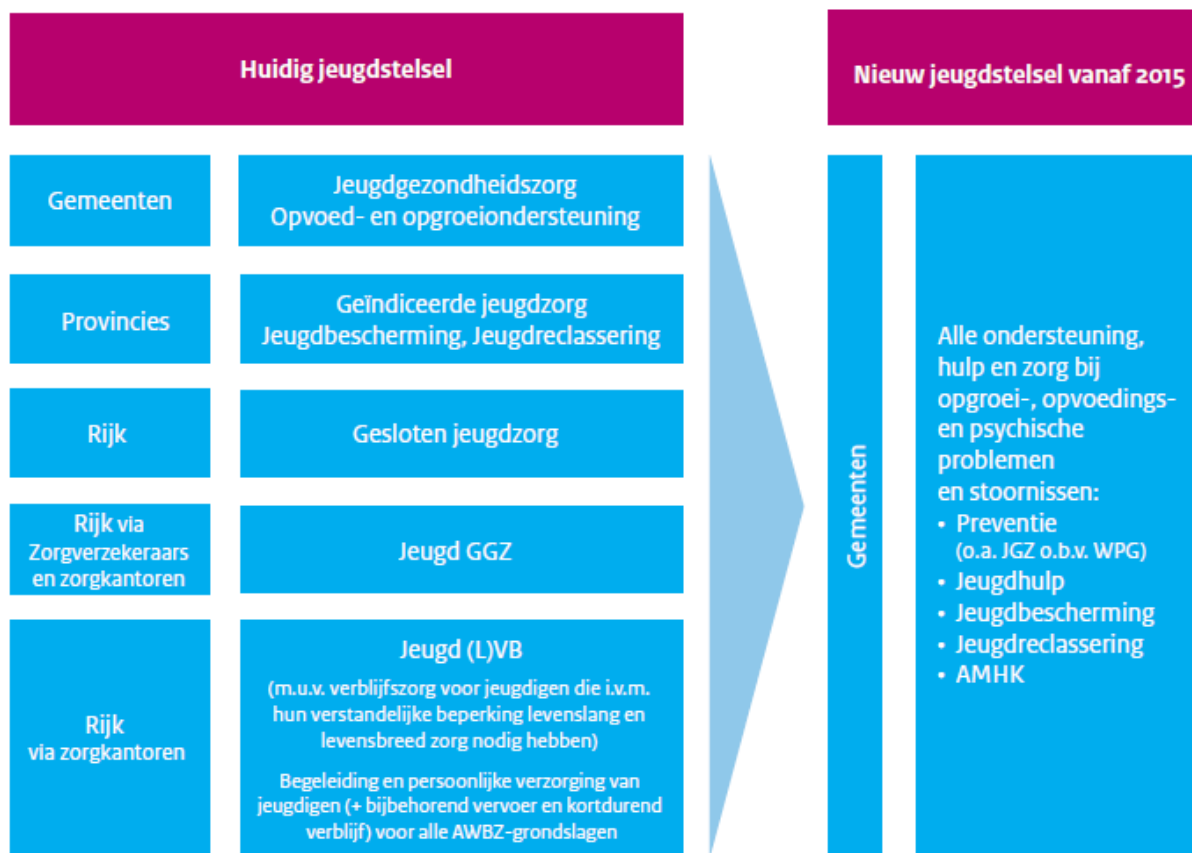 Huidig jeugdstelsel
Nieuw jeugdstelsel vanaf 2015
Gemeenten
Jeugdgezondheidszorg
Opvoed- en opgroeiondersteuning
Provincies
Geïndiceerde jeugdzorg
Jeugdbescherming, Jeugdreclassering
Rijk
Gesloten jeugdzorg
Rijk via
Zorgverzekeraars
en zorgkantoren
Jeugd GGZ
Rijk
via zorgkantoren
Jeugd (L)VB
(m.u.v. verblijfszorg voor jeugdigen die i.v.m.
hun verstandelijke beperking levenslang en
levensbreed zorg nodig hebben)
Begeleiding en persoonlijke verzorging van
jeugdigen (+ bijbehorend vervoer en kortdurend
verblijf) voor alle AWBZ-grondslagen
Gemeenten
Alle ondersteuning,
hulp en zorg bij
opgroei-, opvoedings-
en psychische
problemen
en stoornissen:
• Preventie
(o.a. JGZ o.b.v. WPG)
• Jeugdhulp
• Jeugdbescherming
• Jeugdreclassering
• AMHK